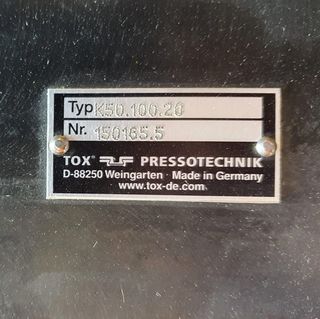 Typ K50.100.20
Nr. 150165.5
TOX® PRESSOTECHNIK
D-88250 Weingarten · Made in Germany
www.tox-de.com